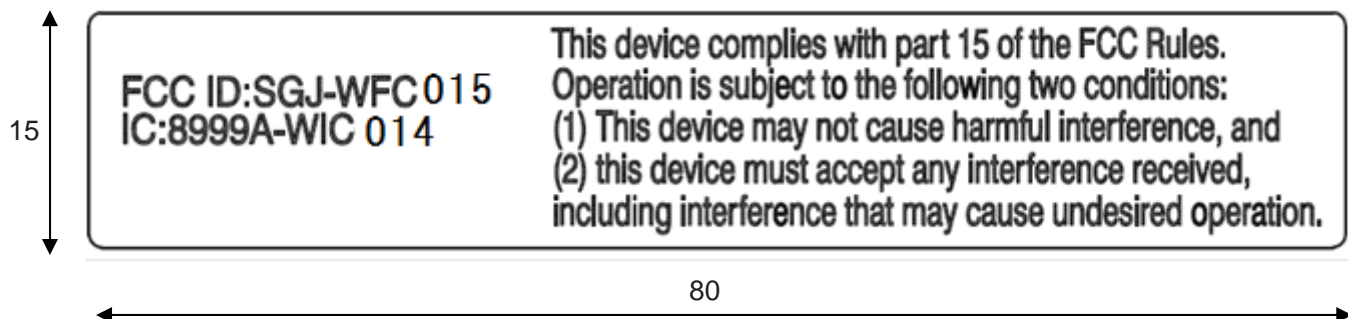 FCC ID:SGJ-WFC015
IC:8999A-WIC 014
This device complies with part 15 of the FCC Rules.
Operation is subject to the following two conditions:
(1) This device may not cause harmful interference, and
(2) this device must accept any interference received,
including interference that may cause undesired operation.
15
80